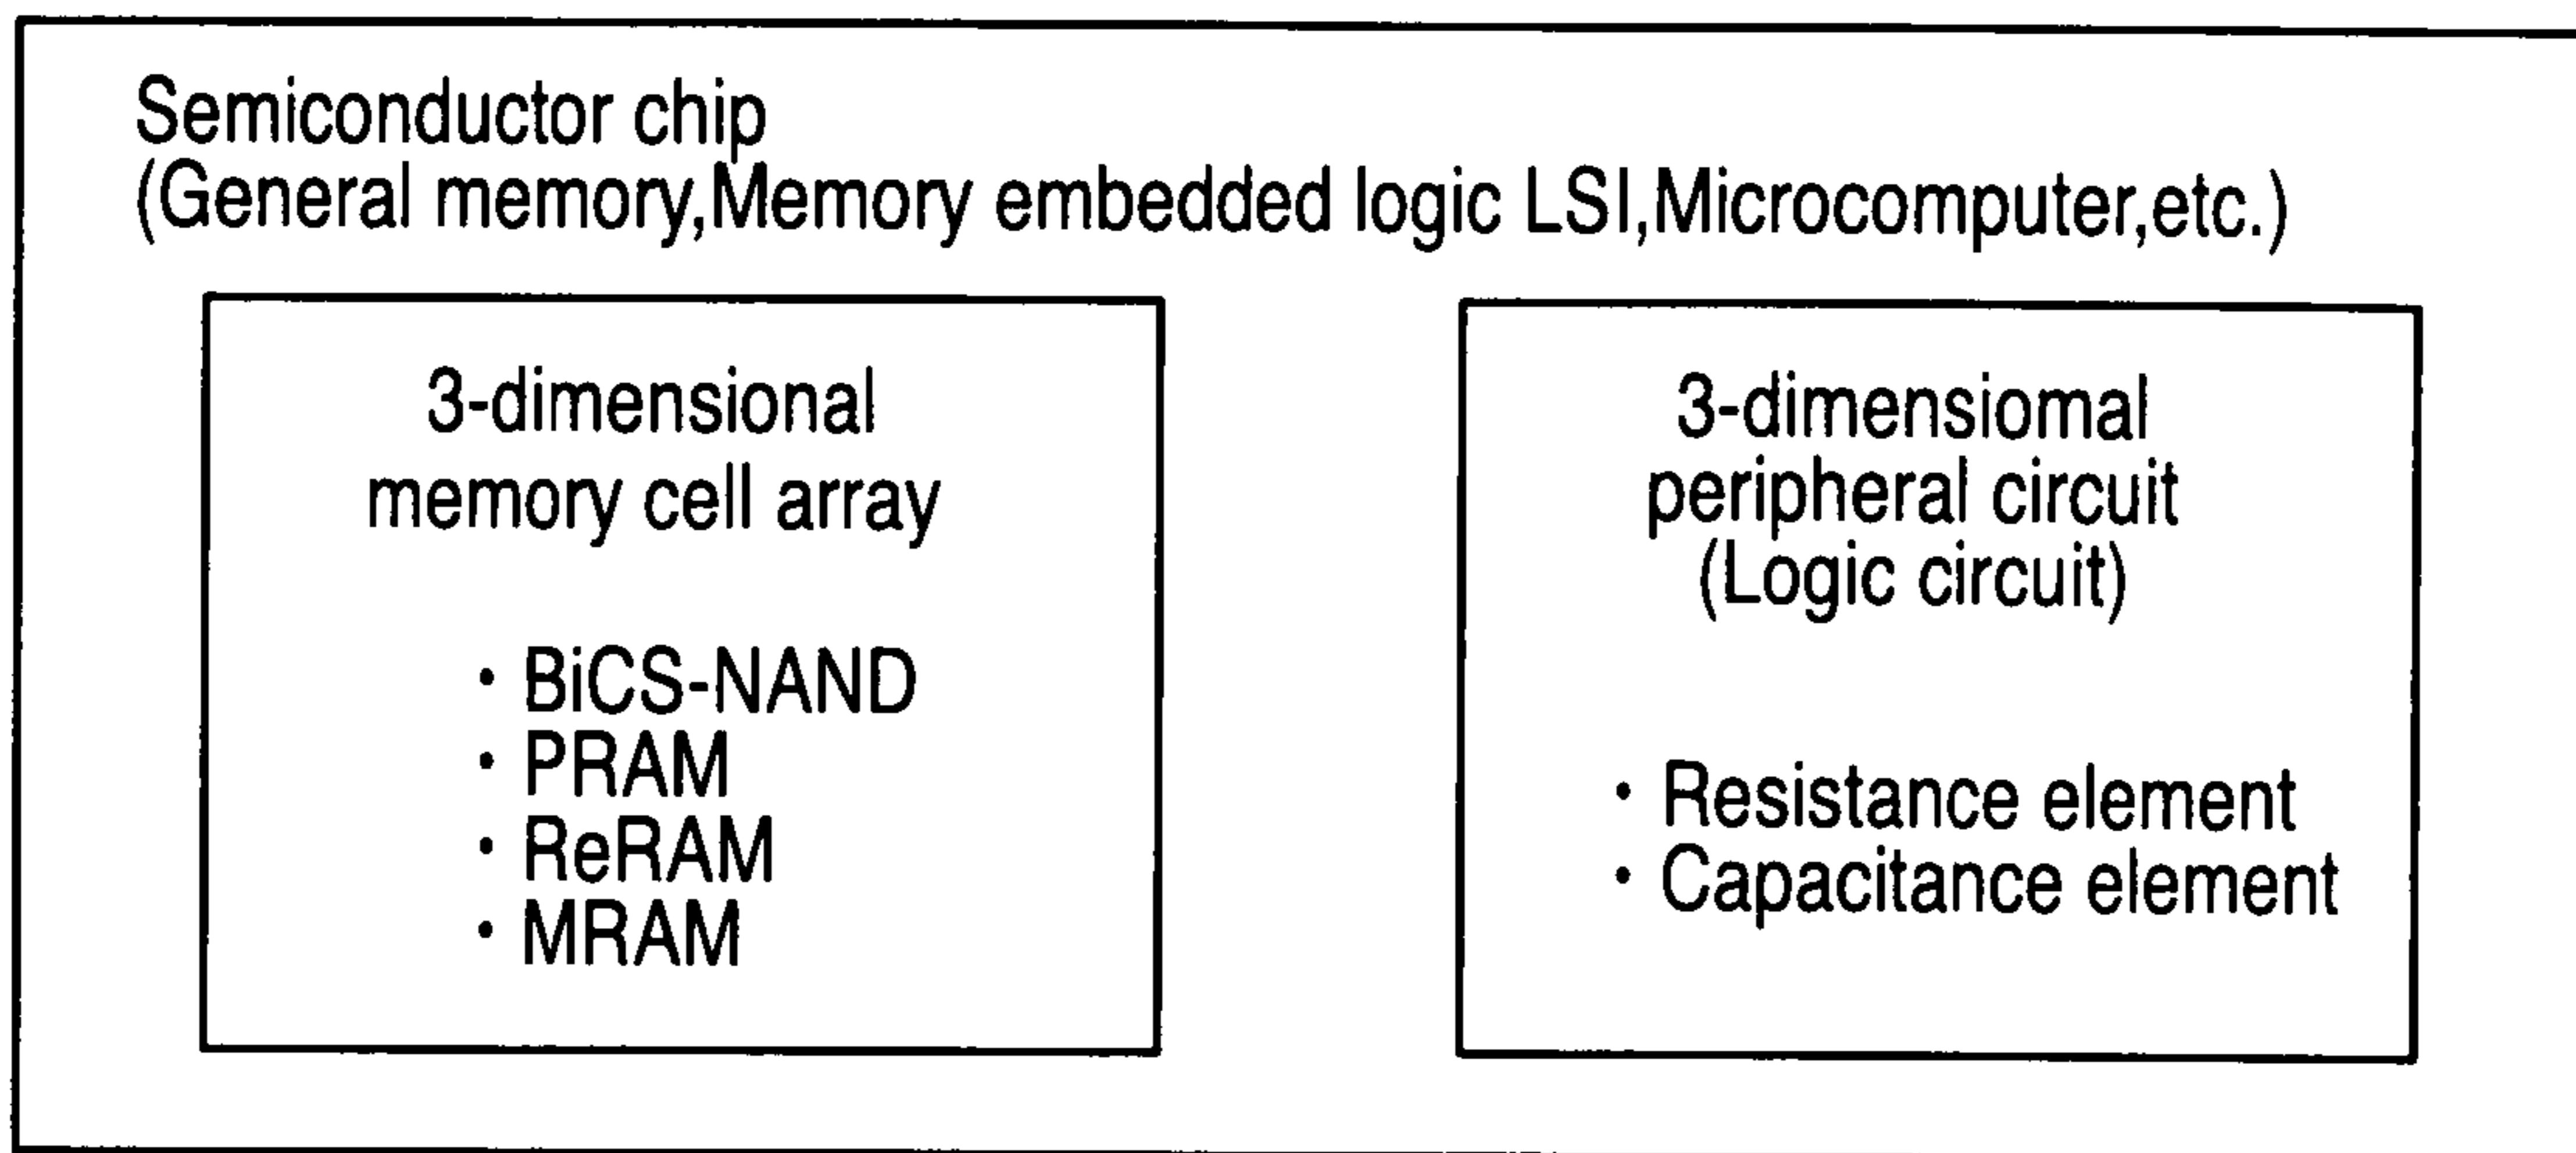 Semiconductor chip
(General memory,Memory embedded logic LSI,Microcomputer,etc.)
3-dimensional
memory cell array
・BiCS-NAND
・PRAM
・ReRAM
・MRAM
3-dimensiomal
peripheral circuit
(Logic circuit)
・Resistance element
・Capacitance element